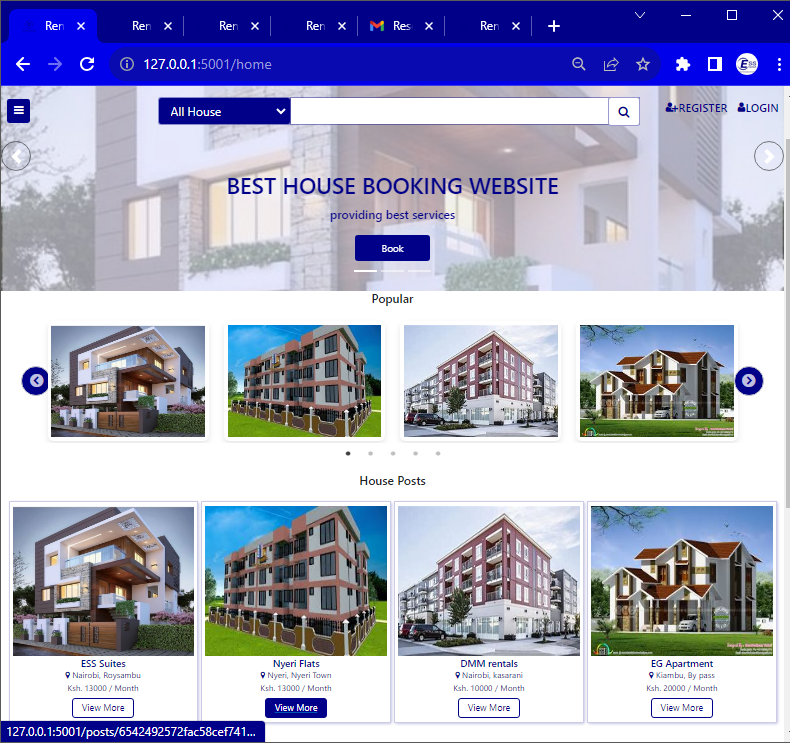 Ren
Ren
Ren
Ren
Res
Ren
127.0.0.1:5001/home
ESS
All House
REGISTER
LOGIN
BEST HOUSE BOOKING WEBSITE
providing best services
Book
Popular
House Posts
ESS Suites
Nairobi, Roysambu
Ksh. 13000 / Month
View More
Nyeri Flats
Nyeri, Nyeri Town
Ksh. 13000 / Month
View More
DMM rentals
Nairobi, kasarani
Ksh. 10000 / Month
View More
EG Apartment
Kiambu, By pass
Ksh. 20000 / Month
View More
127.0.0.1:5001/posts/6542492572fac58cef741...